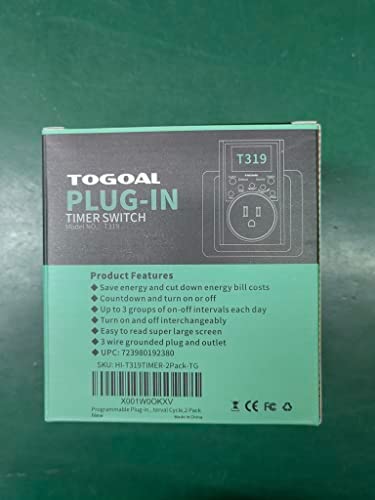 TOGOAL
PLUG-IN
TIMER SWITCH
Model NO.: T319
T319
Product Features
Save energy and cut down energy bill costs
Countdown and turn on or off
Up to 3 groups of on-off intervals each day
Turn on and off interchangeably
Easy to read super large screen
3 wire grounded plug and outlet
UPC: 723980192380
SKU: HI-T319TIMER-2Pack-TG
X001W0OKXV
Programmable Plug-in...terval Cycle,2 Pack
New
Made in China
CE